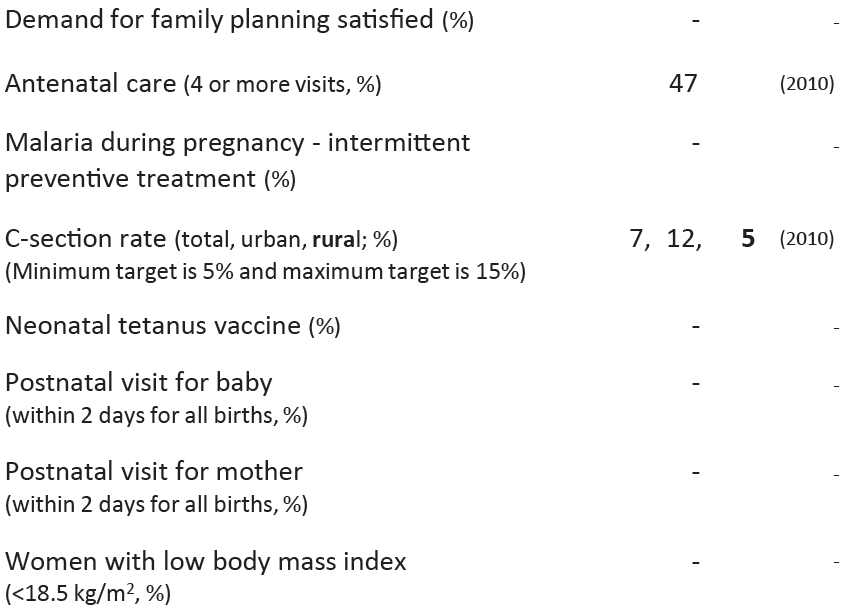 Demand for family planning satisfied (%) - -
Antenatal care (4 or more visits, %) 47 (2010)
Malaria during pregnancy - intermittent - -
preventive treatment (%)
C-section rate (total, urban, rural; %) 7, 12, 5 (2010)
(Minimum target is 5% and maximum target is 15%)
Neonatal tetanus vaccine (%) - -
Postnatal visit for baby - -
(within 2 days for all births, %)
Postnatal visit for mother - -
(within 2 days for all births, %)
Women with low body mass index - -
(<18.5 kg/m², %)